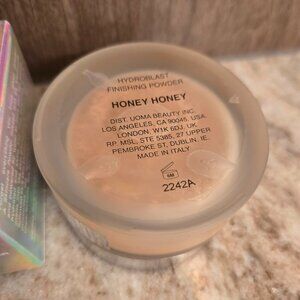 HYDROBLAST
FINISHING POWDER
HONEY HONEY
DIST. UOMA BEAUTY INC.
LOS ANGELES, CA 90045, USA.
LONDON, W1K 6DJ, UK.
RP. MSL, STE 5385, 27 UPPER
PEMBROKE ST, DUBLIN, IE.
MADE IN ITALY
6M
2242A